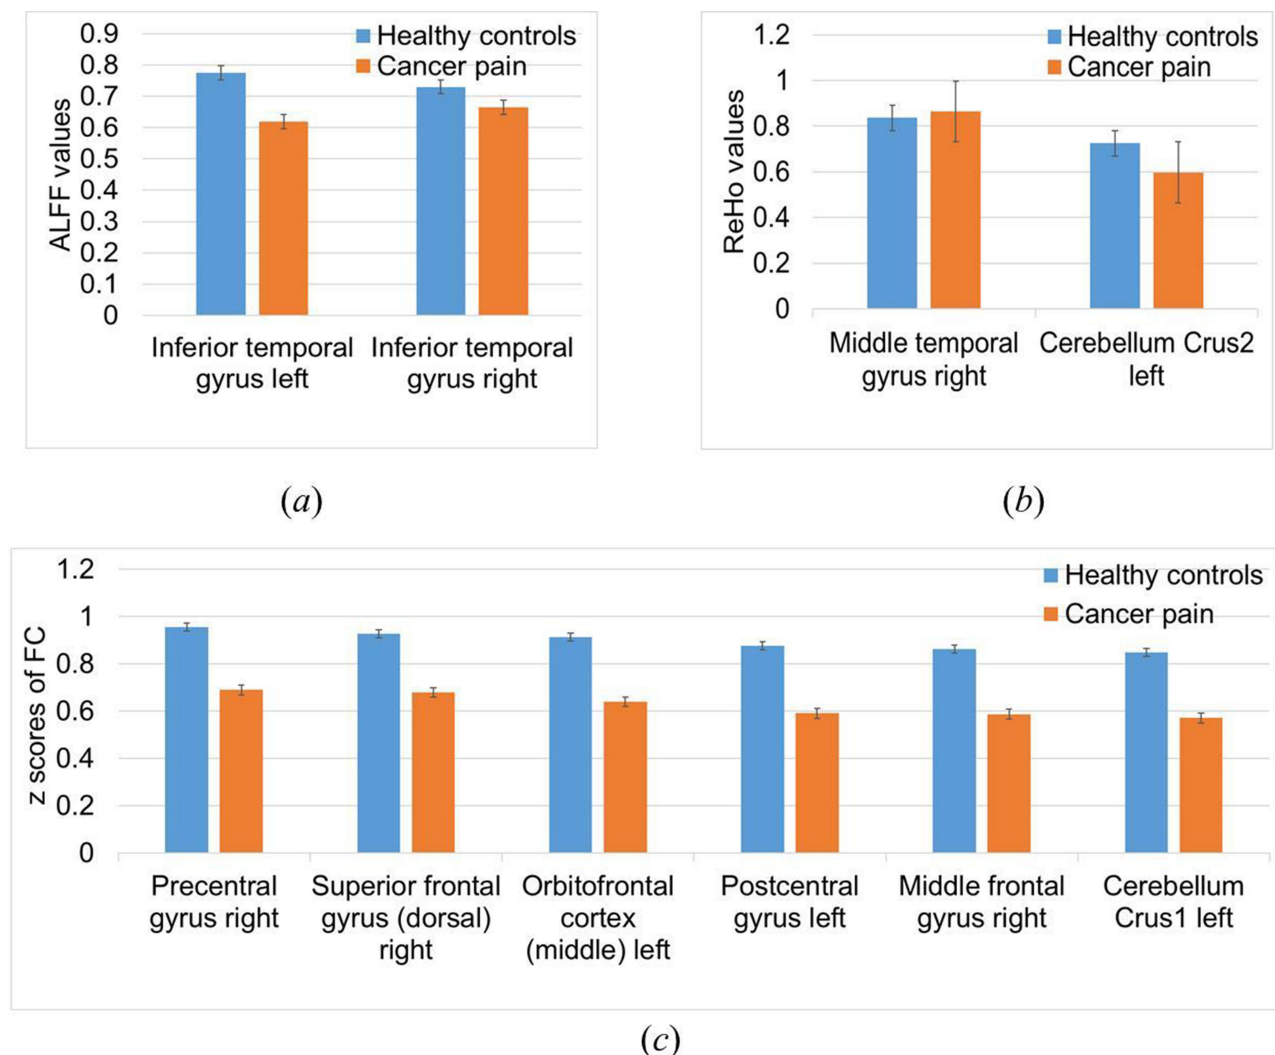 0.9
0.8
0.7
0.6
0.5
0.4
0.3
0.2
0.1
0
ALFF values
Healthy controls
Cancer pain
Inferior temporal
gyrus left
Inferior temporal
gyrus right
(a)
1.2
1
0.8
0.6
0.4
0.2
0
ReHo values
Healthy controls
Cancer pain
Middle temporal
gyrus right
Cerebellum Crus2
left
(b)
1.2
1
0.8
0.6
0.4
0.2
0
z scores of FC
Healthy controls
Cancer pain
Precentral
gyrus right
Superior frontal
gyrus (dorsal)
right
Orbitofrontal
cortex
(middle) left
Postcentral
gyrus left
Middle frontal
gyrus right
Cerebellum
Crus1 left
(c)